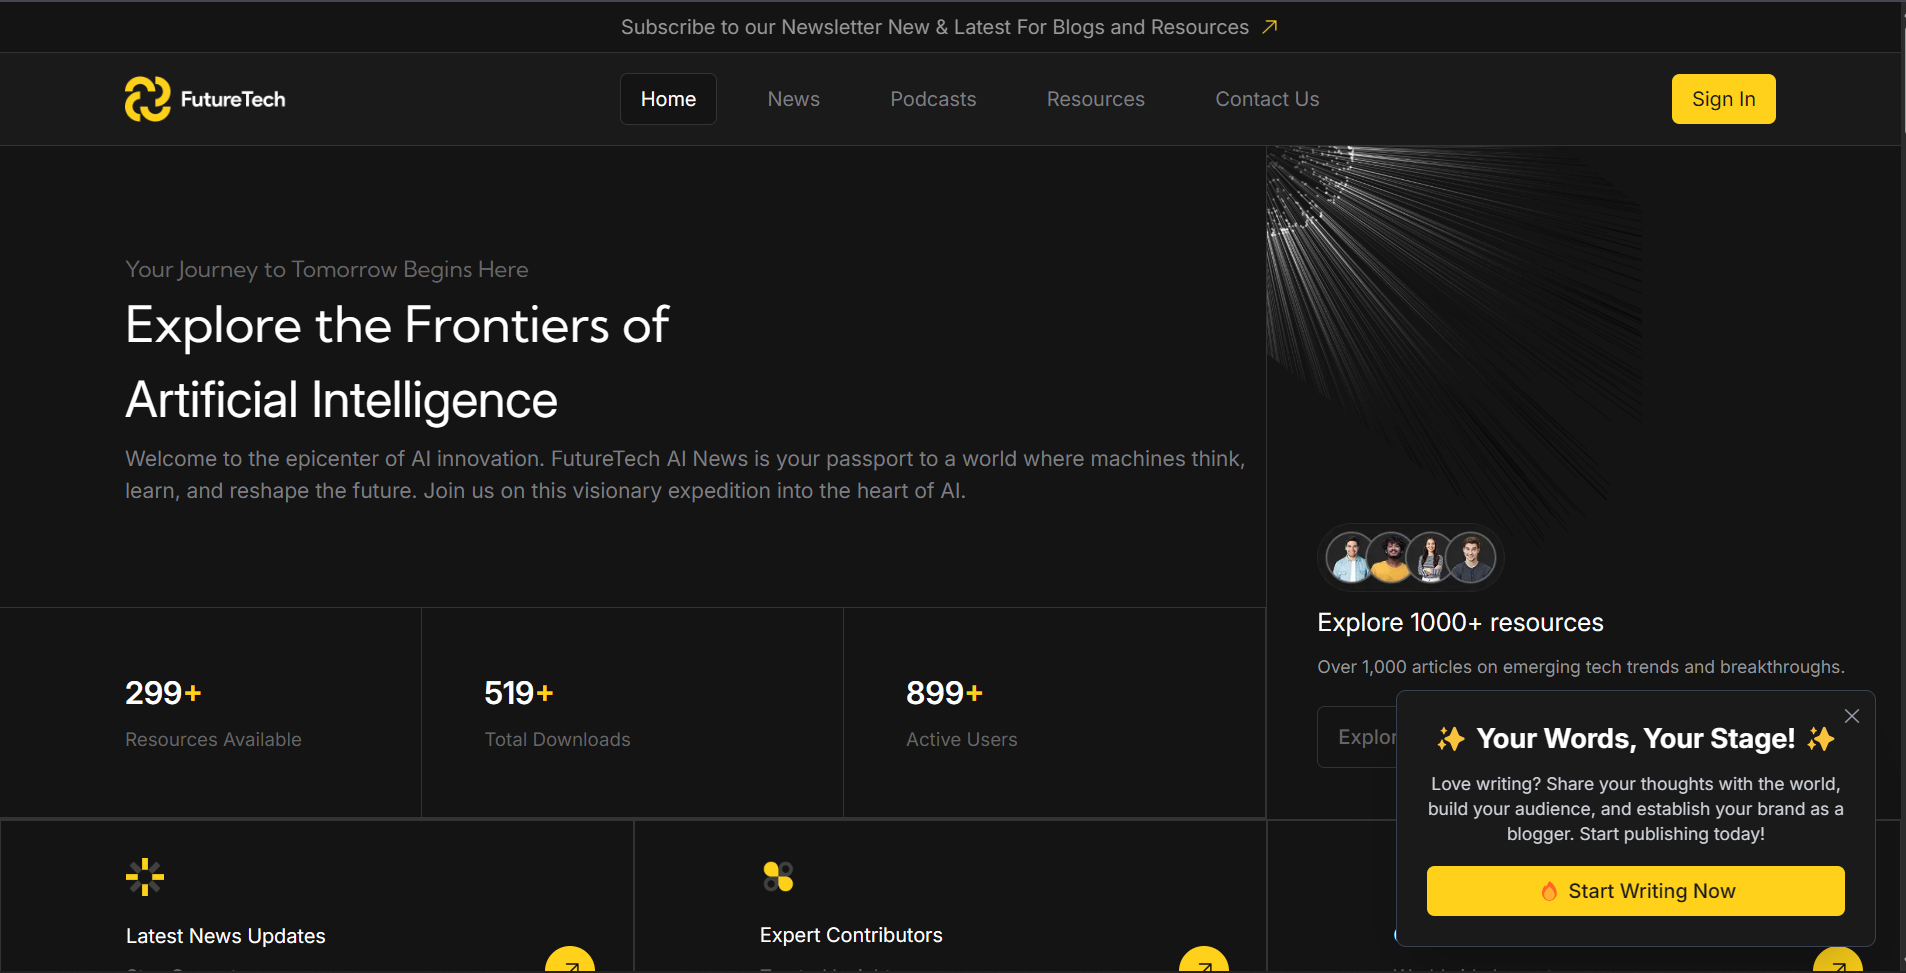 Subscribe to our Newsletter New & Latest For Blogs and Resources
FutureTech
Home
News
Podcasts
Resources
Contact Us
Sign In
Your Journey to Tomorrow Begins Here
Explore the Frontiers of
Artificial Intelligence
Welcome to the epicenter of AI innovation. FutureTech AI News is your passport to a world where machines think,
learn, and reshape the future. Join us on this visionary expedition into the heart of AI.
299+
Resources Available
519+
Total Downloads
899+
Active Users
Explore 1000+ resources
Over 1,000 articles on emerging tech trends and breakthroughs.
✨ Your Words, Your Stage! ✨
Love writing? Share your thoughts with the world,
build your audience, and establish your brand as a
blogger. Start publishing today!
🔥 Start Writing Now
Latest News Updates
Expert Contributors